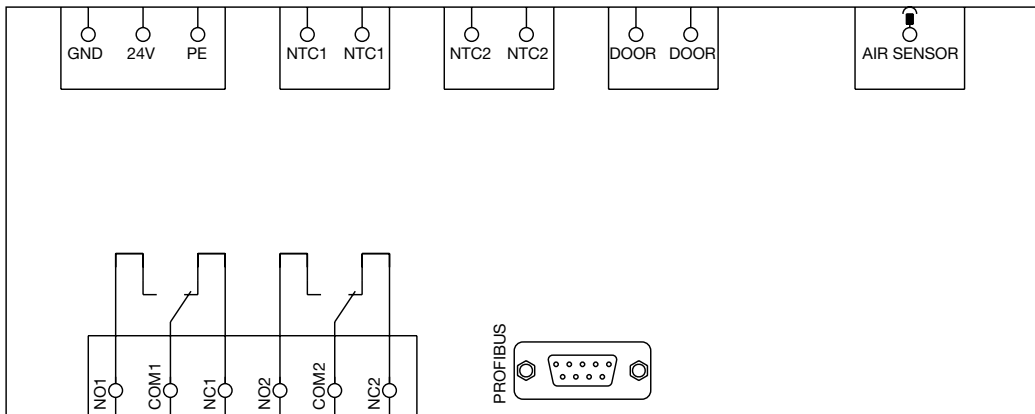 GND 24V PE NTC1 NTC1 NTC2 NTC2 DOOR DOOR AIR SENSOR
PROFIBUS
NO1 COM1 NC1 NO2 COM2 NC2